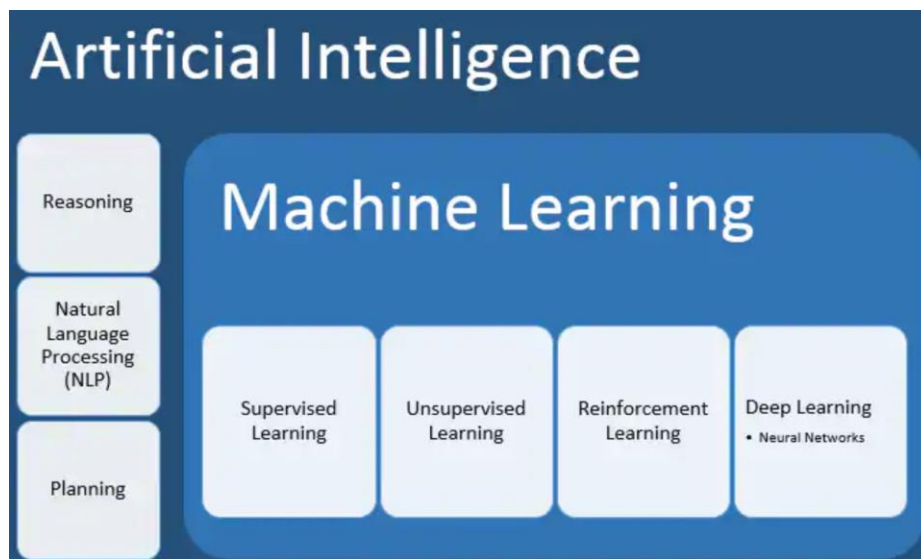 Artificial Intelligence
Reasoning
Natural
Language
Processing
(NLP)
Planning
Machine Learning
Supervised
Learning
Unsupervised
Learning
Reinforcement
Learning
Deep Learning
• Neural Networks